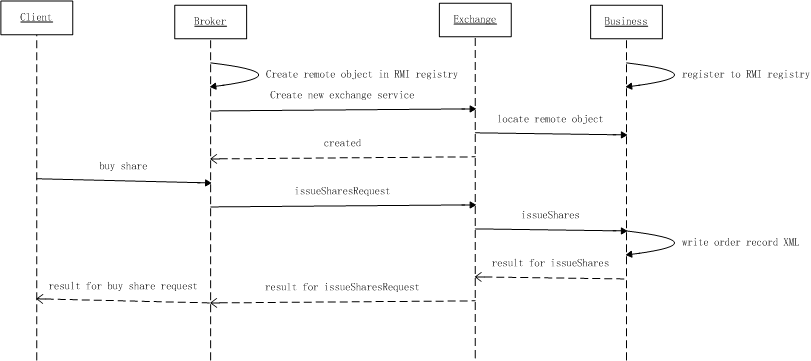 Client
Broker
Exchange
Business
Create remote object in RMI registry
register to RMI registry
Create new exchange service
locate remote object
created
buy share
issueSharesRequest
issueShares
write order record XML
result for issueShares
result for buy share request
result for issueSharesRequest